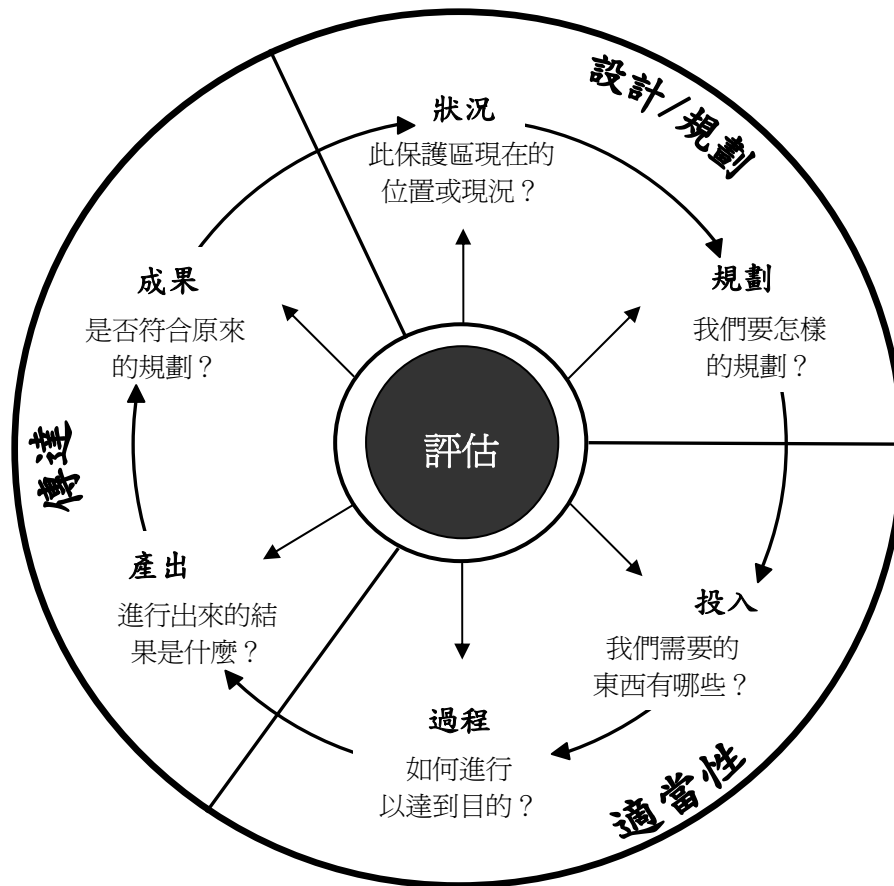 設計/規劃
狀況
此保護區現在的
位置或現況？
規劃
我們要怎樣
的規劃？
適當性
投入
我們需要的
東西有哪些？
過程
如何進行
以達到目的？
傳達
產出
進行出來的結
果是什麼？
成果
是否符合原來
的規劃？
評估